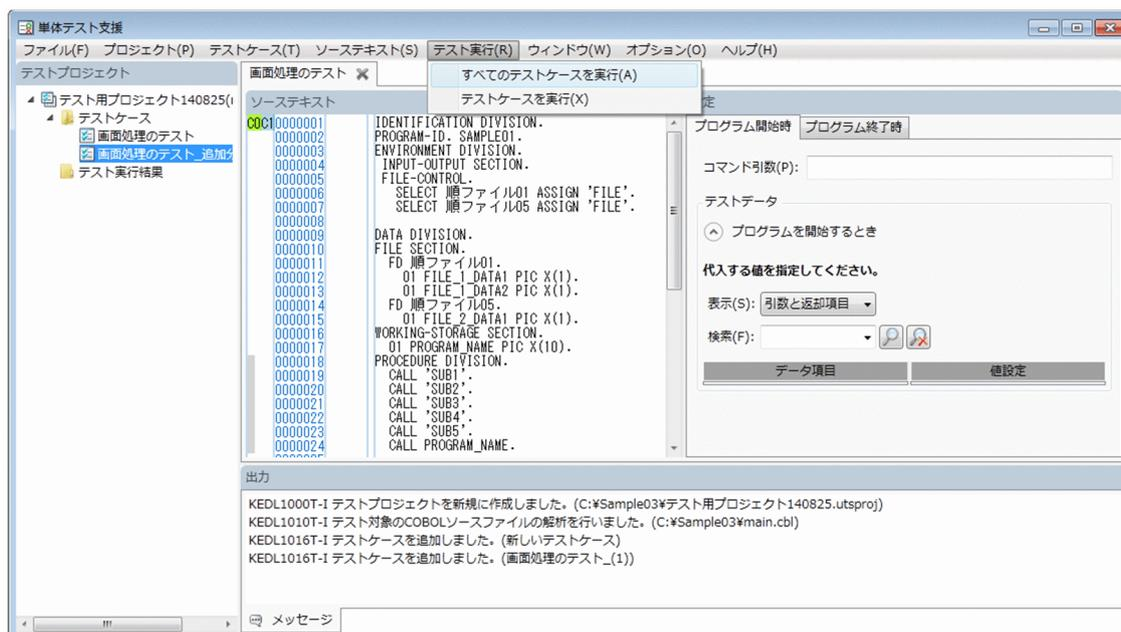 単体テスト支援
ファイル(F) プロジェクト(P) テストケース(T) ソーステキスト(S) テスト実行(R) ウィンドウ(W) オプション(O) ヘルプ(H)
すべてのテストケースを実行(A)
テストケースを実行(X)
テストプロジェクト
テスト用プロジェクト140825(
テストケース
画面処理のテスト
画面処理のテスト_追加分
テスト実行結果
画面処理のテスト
ソーステキスト
C0C1 0000001 IDENTIFICATION DIVISION.
0000002 PROGRAM-ID. SAMPLE01.
0000003 ENVIRONMENT DIVISION.
0000004 INPUT-OUTPUT SECTION.
0000005 FILE-CONTROL.
0000006 SELECT 順ファイル01 ASSIGN 'FILE'.
0000007 SELECT 順ファイル05 ASSIGN 'FILE'.
0000008
0000009 DATA DIVISION.
0000010 FILE SECTION.
0000011 FD 順ファイル01.
0000012 01 FILE_1_DATA1 PIC X(1).
0000013 01 FILE_1_DATA2 PIC X(1).
0000014 FD 順ファイル05.
0000015 01 FILE_2_DATA1 PIC X(1).
0000016 WORKING-STORAGE SECTION.
0000017 01 PROGRAM_NAME PIC X(10).
0000018 PROCEDURE DIVISION.
0000019 CALL 'SUB1'.
0000020 CALL 'SUB2'.
0000021 CALL 'SUB3'.
0000022 CALL 'SUB4'.
0000023 CALL 'SUB5'.
0000024 CALL PROGRAM_NAME.
定
プログラム開始時 プログラム終了時
コマンド引数(P):
テストデータ
プログラムを開始するとき
代入する値を指定してください。
表示(S): 引数と返却項目
検索(F):
データ項目 値設定
出力
KEDL1000T-I テストプロジェクトを新規に作成しました。(C:¥Sample03¥テスト用プロジェクト140825.utsproj)
KEDL1010T-I テスト対象のCOBOLソースファイルの解析を行いました。(C:¥Sample03¥main.cbl)
KEDL1016T-I テストケースを追加しました。(新しいテストケース)
KEDL1016T-I テストケースを追加しました。(画面処理のテスト_(1))
メッセージ